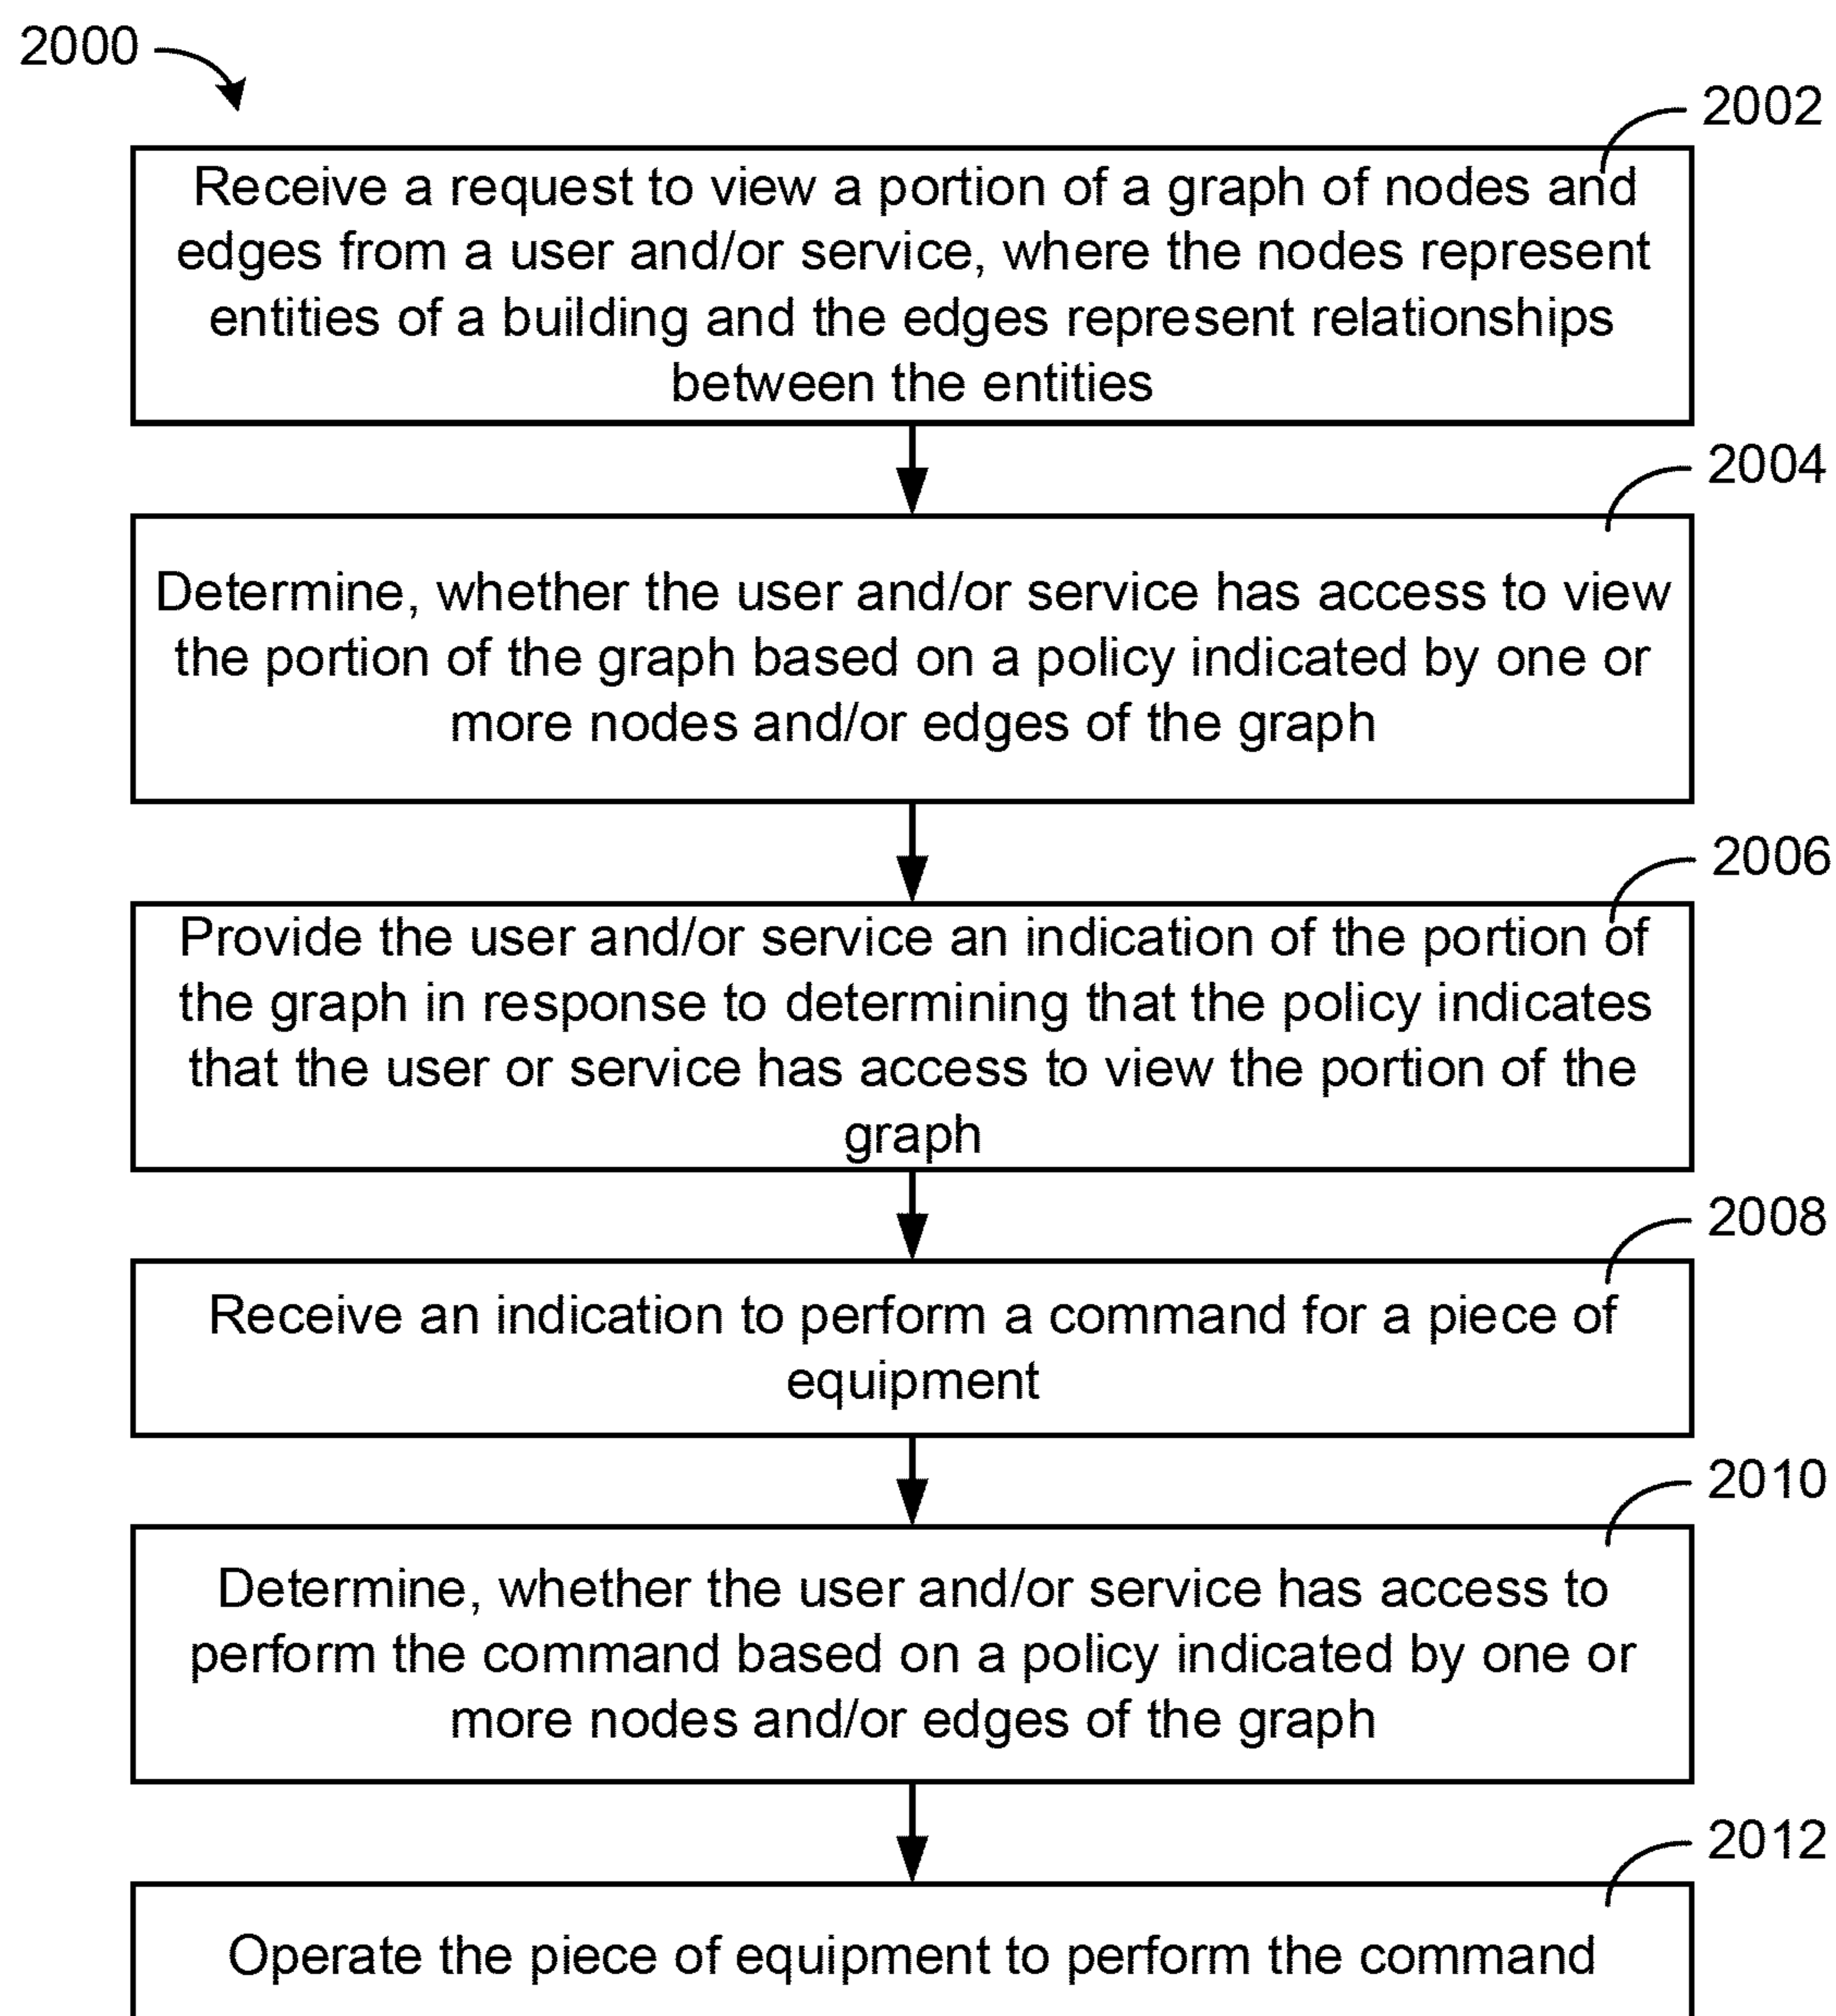 2000
2002
Receive a request to view a portion of a graph of nodes and
edges from a user and/or service, where the nodes represent
entities of a building and the edges represent relationships
between the entities
2004
Determine, whether the user and/or service has access to view
the portion of the graph based on a policy indicated by one or
more nodes and/or edges of the graph
2006
Provide the user and/or service an indication of the portion of
the graph in response to determining that the policy indicates
that the user or service has access to view the portion of the
graph
2008
Receive an indication to perform a command for a piece of
equipment
2010
Determine, whether the user and/or service has access to
perform the command based on a policy indicated by one or
more nodes and/or edges of the graph
2012
Operate the piece of equipment to perform the command